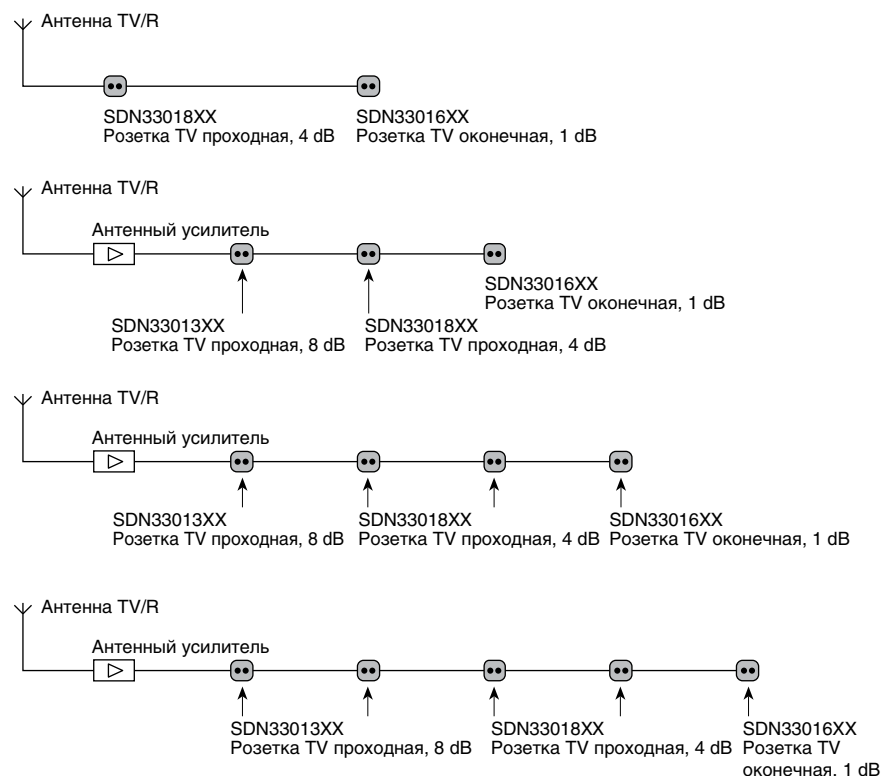 Антенна TV/R
SDN33018XX
Розетка TV проходная, 4 dB
SDN33016XX
Розетка TV оконечная, 1 dB
Антенна TV/R
Антенный усилитель
SDN33016XX
Розетка TV оконечная, 1 dB
SDN33013XX
Розетка TV проходная, 8 dB
SDN33018XX
Розетка TV проходная, 4 dB
Антенна TV/R
Антенный усилитель
SDN33013XX
Розетка TV проходная, 8 dB
SDN33018XX
Розетка TV проходная, 4 dB
SDN33016XX
Розетка TV оконечная, 1 dB
Антенна TV/R
Антенный усилитель
SDN33013XX
Розетка TV проходная, 8 dB
SDN33018XX
Розетка TV проходная, 4 dB
SDN33016XX
Розетка TV
оконечная, 1 dB